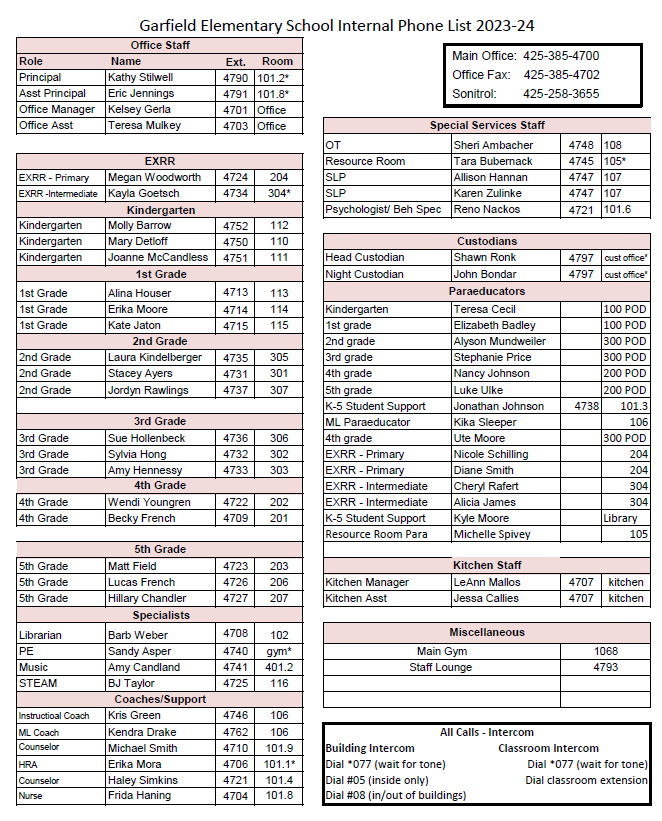 Garfield Elementary School Internal Phone List 2023-24
Office Staff
Role Name Ext. Room
Principal Kathy Stilwell 4790 101.2*
Asst Principal Eric Jennings 4791 101.8*
Office Manager Kelsey Gerla 4701 Office
Office Asst Teresa Mulkey 4703 Office
EXRR
EXRR - Primary Megan Woodworth 4724 204
EXRR -Intermediate Kayla Goetsch 4734 304*
Kindergarten
Kindergarten Molly Barrow 4752 112
Kindergarten Mary Detloff 4750 110
Kindergarten Joanne McCandless 4751 111
1st Grade
1st Grade Alina Houser 4713 113
1st Grade Erika Moore 4714 114
1st Grade Kate Jaton 4715 115
2nd Grade
2nd Grade Laura Kindelberger 4735 305
2nd Grade Stacey Ayers 4731 301
2nd Grade Jordyn Rawlings 4737 307
3rd Grade
3rd Grade Sue Hollenbeck 4736 306
3rd Grade Sylvia Hong 4732 302
3rd Grade Amy Hennessy 4733 303
4th Grade
4th Grade Wendi Youngren 4722 202
4th Grade Becky French 4709 201
5th Grade
5th Grade Matt Field 4723 203
5th Grade Lucas French 4726 206
5th Grade Hillary Chandler 4727 207
Specialists
Librarian Barb Weber 4708 102
PE Sandy Asper 4740 gym*
Music Amy Candland 4741 401.2
STEAM BJ Taylor 4725 116
Coaches/Support
Instructioal Coach Kris Green 4746 106
ML Coach Kendra Drake 4762 106
Counselor Michael Smith 4710 101.9
HRA Erika Mora 4706 101.1*
Counselor Haley Simkins 4721 101.4
Nurse Frida Haning 4704 101.8
Main Office: 425-385-4700
Office Fax: 425-385-4702
Sonitrol: 425-258-3655
Special Services Staff
OT Sheri Ambacher 4748 108
Resource Room Tara Bubernack 4745 105*
SLP Allison Hannan 4747 107
SLP Karen Zulinke 4747 107
Psychologist/ Beh Spec Reno Nackos 4721 101.6
Custodians
Head Custodian Shawn Ronk 4797 cust office*
Night Custodian John Bondar 4797 cust office*
Paraeducators
Kindergarten Teresa Cecil 100 POD
1st grade Elizabeth Badley 100 POD
2nd grade Alyson Mundweiler 300 POD
3rd grade Stephanie Price 300 POD
4th grade Nancy Johnson 200 POD
5th grade Luke Ulke 200 POD
K-5 Student Support Jonathan Johnson 4738 101.3
ML Paraeducator Kika Sleeper 106
4th grade Ute Moore 300 POD
EXRR - Primary Nicole Schilling 204
EXRR - Primary Diane Smith 204
EXRR - Intermediate Cheryl Rafert 304
EXRR - Intermediate Alicia James 304
K-5 Student Support Kyle Moore Library
Resource Room Para Michelle Spivey 105
Kitchen Staff
Kitchen Manager LeAnn Mallos 4707 kitchen
Kitchen Asst Jessa Callies 4707 kitchen
Miscellaneous
Main Gym 1068
Staff Lounge 4793
All Calls - Intercom
Building Intercom Classroom Intercom
Dial *077 (wait for tone) Dial *077 (wait for tone)
Dial #05 (inside only) Dial classroom extension
Dial #08 (in/out of buildings)